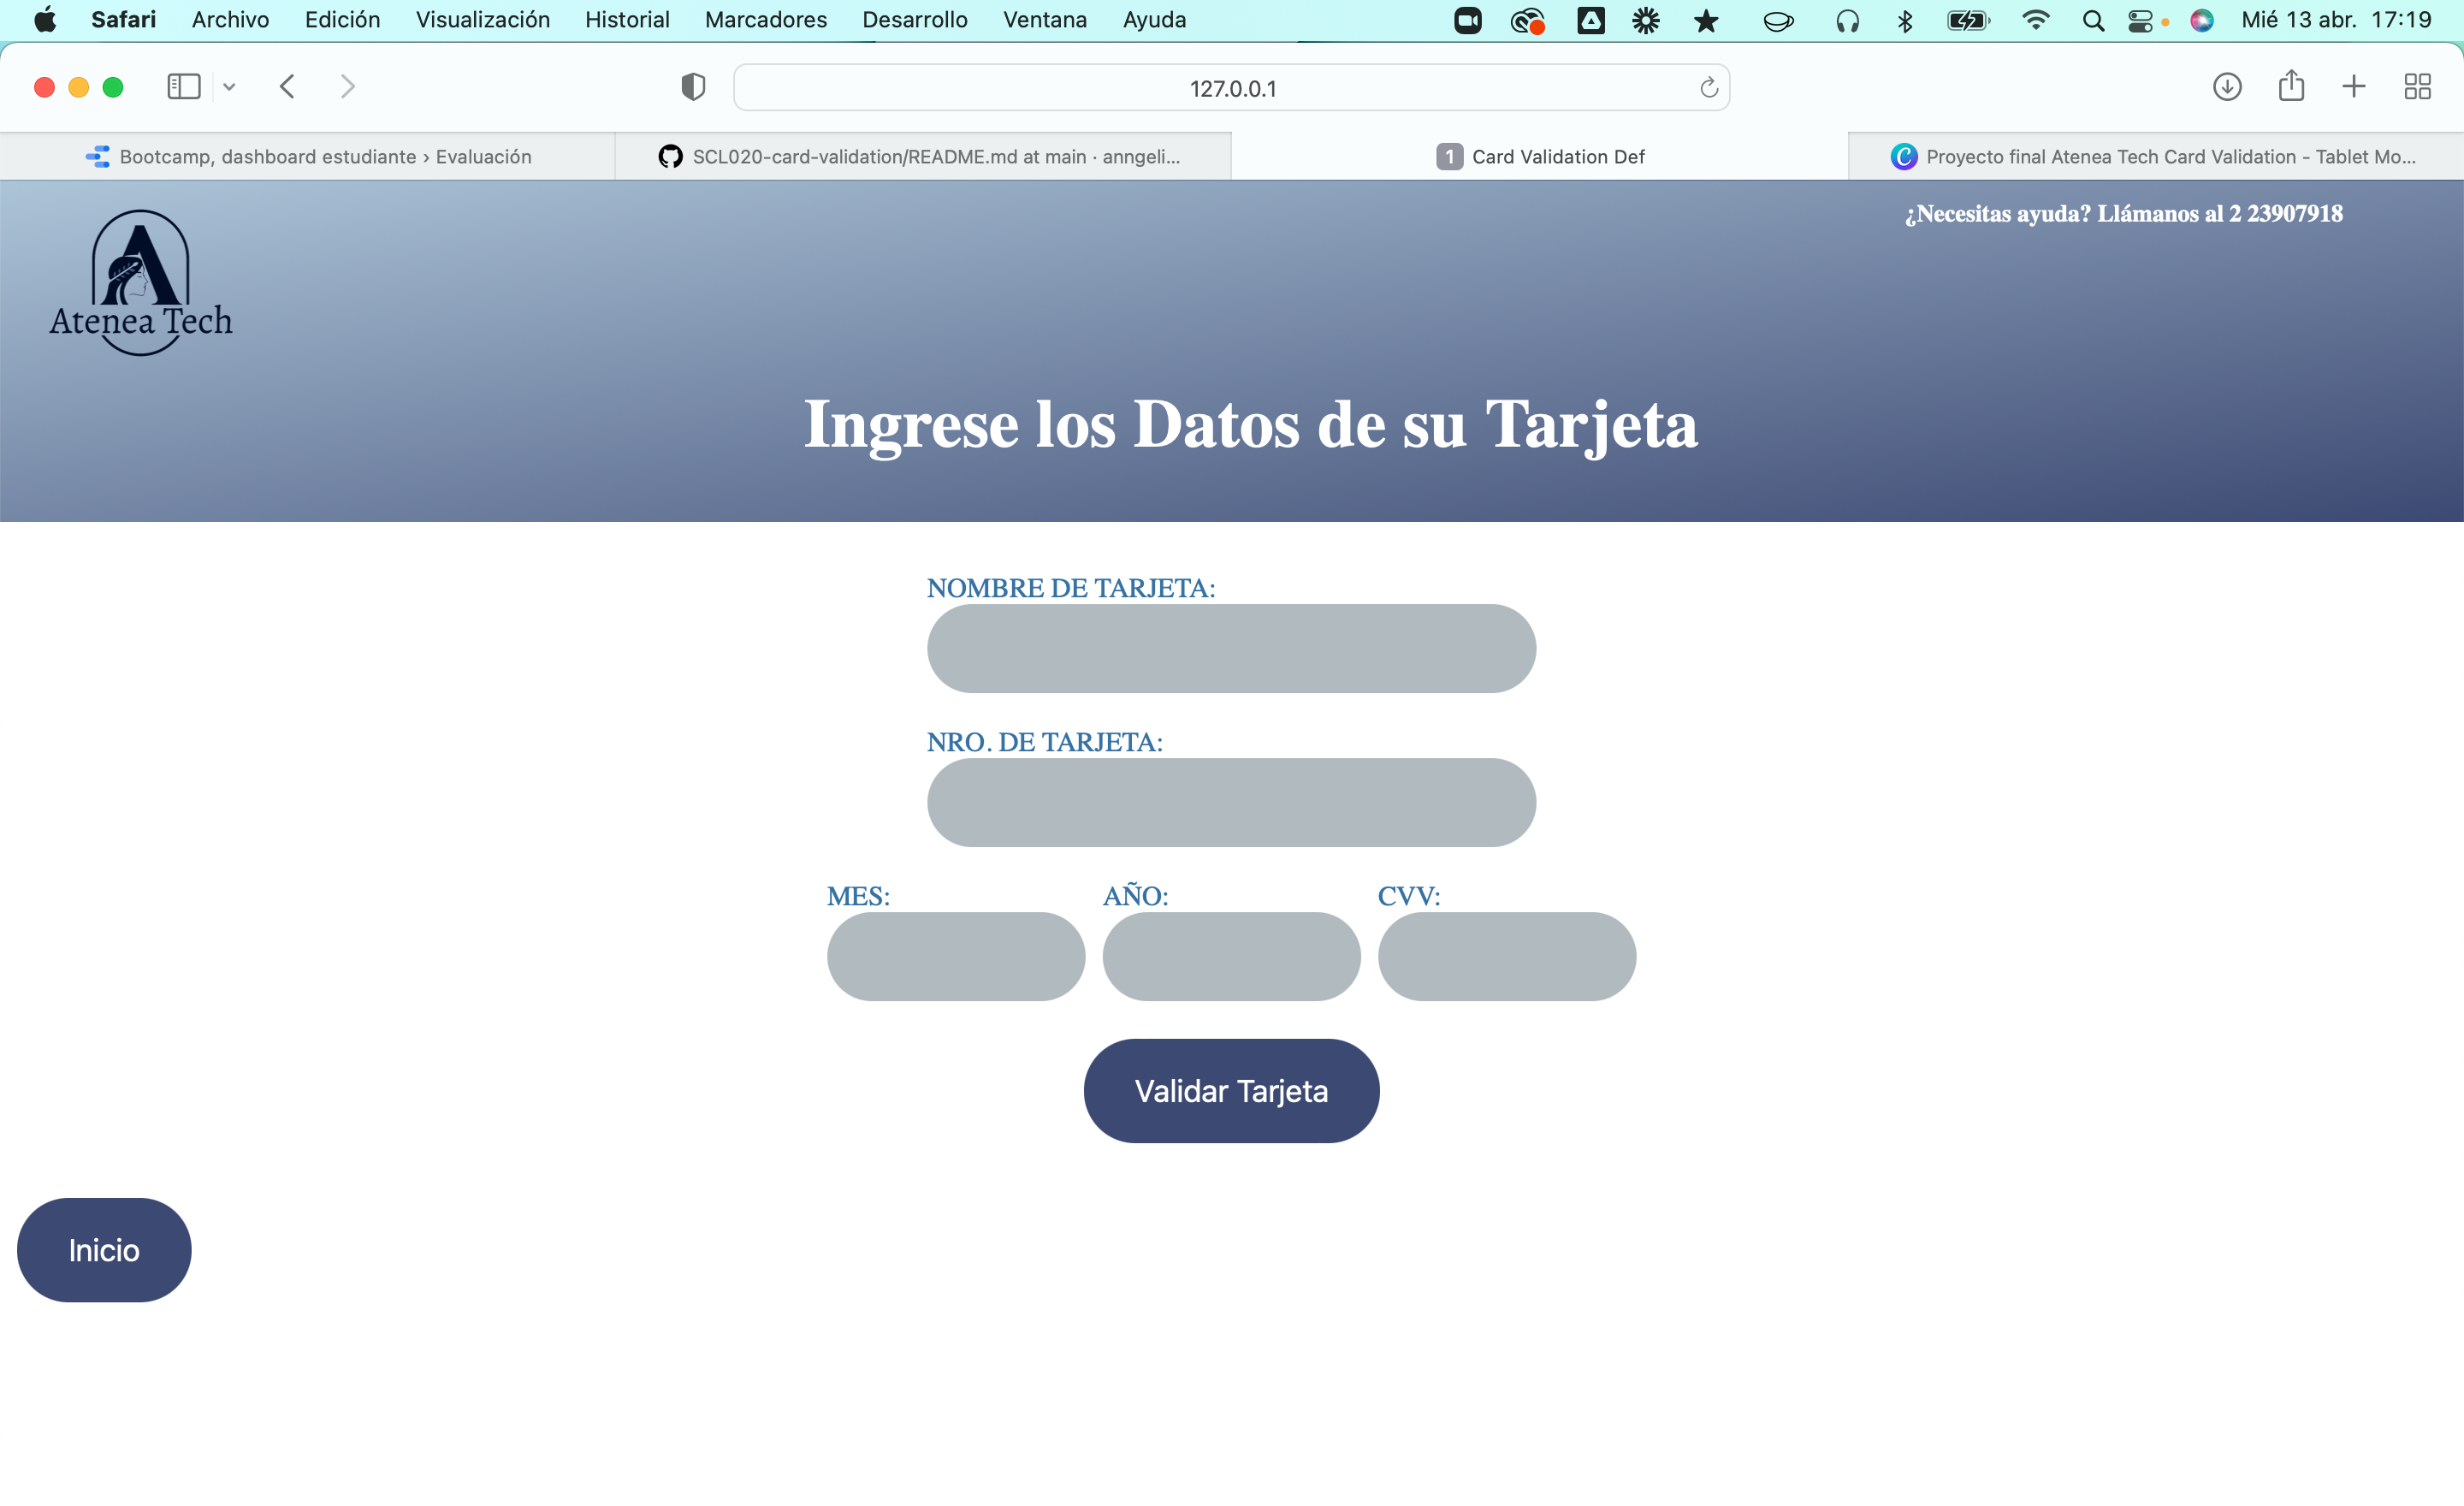 Safari Archivo Edición Visualización Historial Marcadores Desarrollo Ventana Ayuda Mié 13 abr. 17:19
127.0.0.1
Bootcamp, dashboard estudiante › Evaluación
SCL020-card-validation/README.md at main · anngeli...
1 Card Validation Def
Proyecto final Atenea Tech Card Validation - Tablet Mo...
¿Necesitas ayuda? Llámanos al 2 23907918
A
Atenea Tech
Ingrese los Datos de su Tarjeta
NOMBRE DE TARJETA:
NRO. DE TARJETA:
MES: AÑO: CVV:
Validar Tarjeta
Inicio